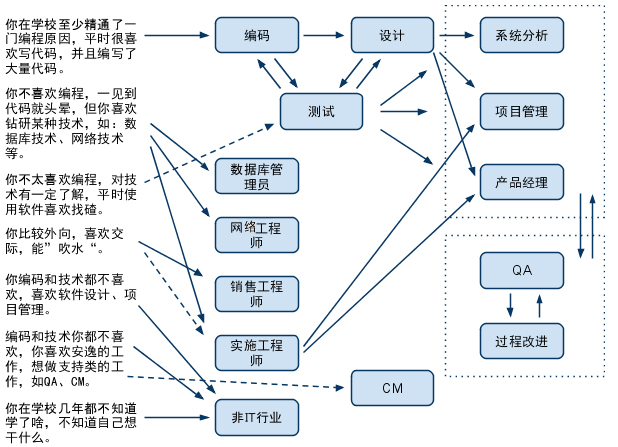 你在学校至少精通了一
门编程原因，平时很喜
欢写代码，并且编写了
大量代码。
你不喜欢编程，一见到
代码就头晕，但你喜欢
钻研某种技术，如：数
据库技术、网络技术
等。
你不太喜欢编程，对技
术有一定了解，平时使
用软件喜欢找碴。
你比较外向，喜欢交
际，能”吹水“。
你编码和技术都不喜
欢，喜欢软件设计、项
目管理。
编码和技术你都不喜
欢，你喜欢安逸的工
作，想做支持类的工
作，如QA、CM。
你在学校几年都不知道
学了啥，不知道自己想
干什么。
编码
设计
系统分析
测试
项目管理
数据库管
理员
产品经理
网络工程
师
销售工程
师
QA
实施工程
师
过程改进
CM
非IT行业